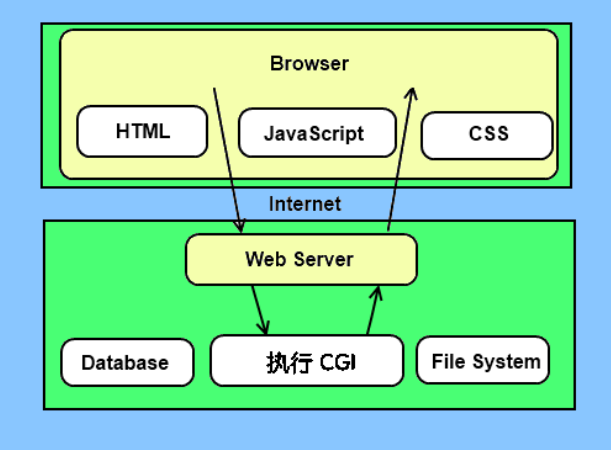 Browser
HTML
JavaScript
CSS
Internet
Web Server
Database
执行 CGI
File System